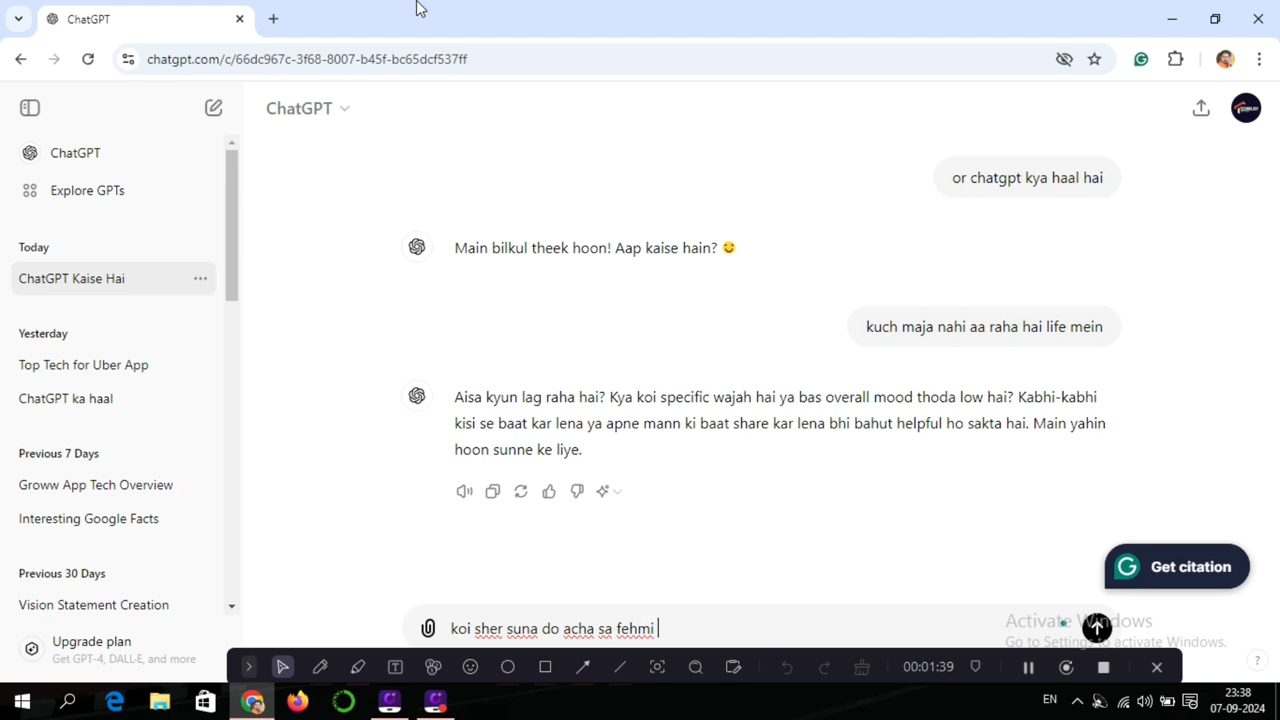 ChatGPT
chatgpt.com/c/66dc967c-3f68-8007-b45f-bc65dcf537ff
ChatGPT
ChatGPT
Explore GPTs
Today
ChatGPT Kaise Hai
Yesterday
Top Tech for Uber App
ChatGPT ka haal
Previous 7 Days
Groww App Tech Overview
Interesting Google Facts
Previous 30 Days
Vision Statement Creation
Upgrade plan
Get GPT-4, DALL·E, and more
or chatgpt kya haal hai
Main bilkul theek hoon! Aap kaise hain?
kuch maja nahi aa raha hai life mein
Aisa kyun lag raha hai? Kya koi specific wajah hai ya bas overall mood thoda low hai? Kabhi-kabhi
kisi se baat kar lena ya apne mann ki baat share kar lena bhi bahut helpful ho sakta hai. Main yahin
hoon sunne ke liye.
Get citation
koi sher suna do acha sa fehmi
Activate Windows
Go to Settings to activate Windows.
00:01:39
EN
23:38
07-09-2024